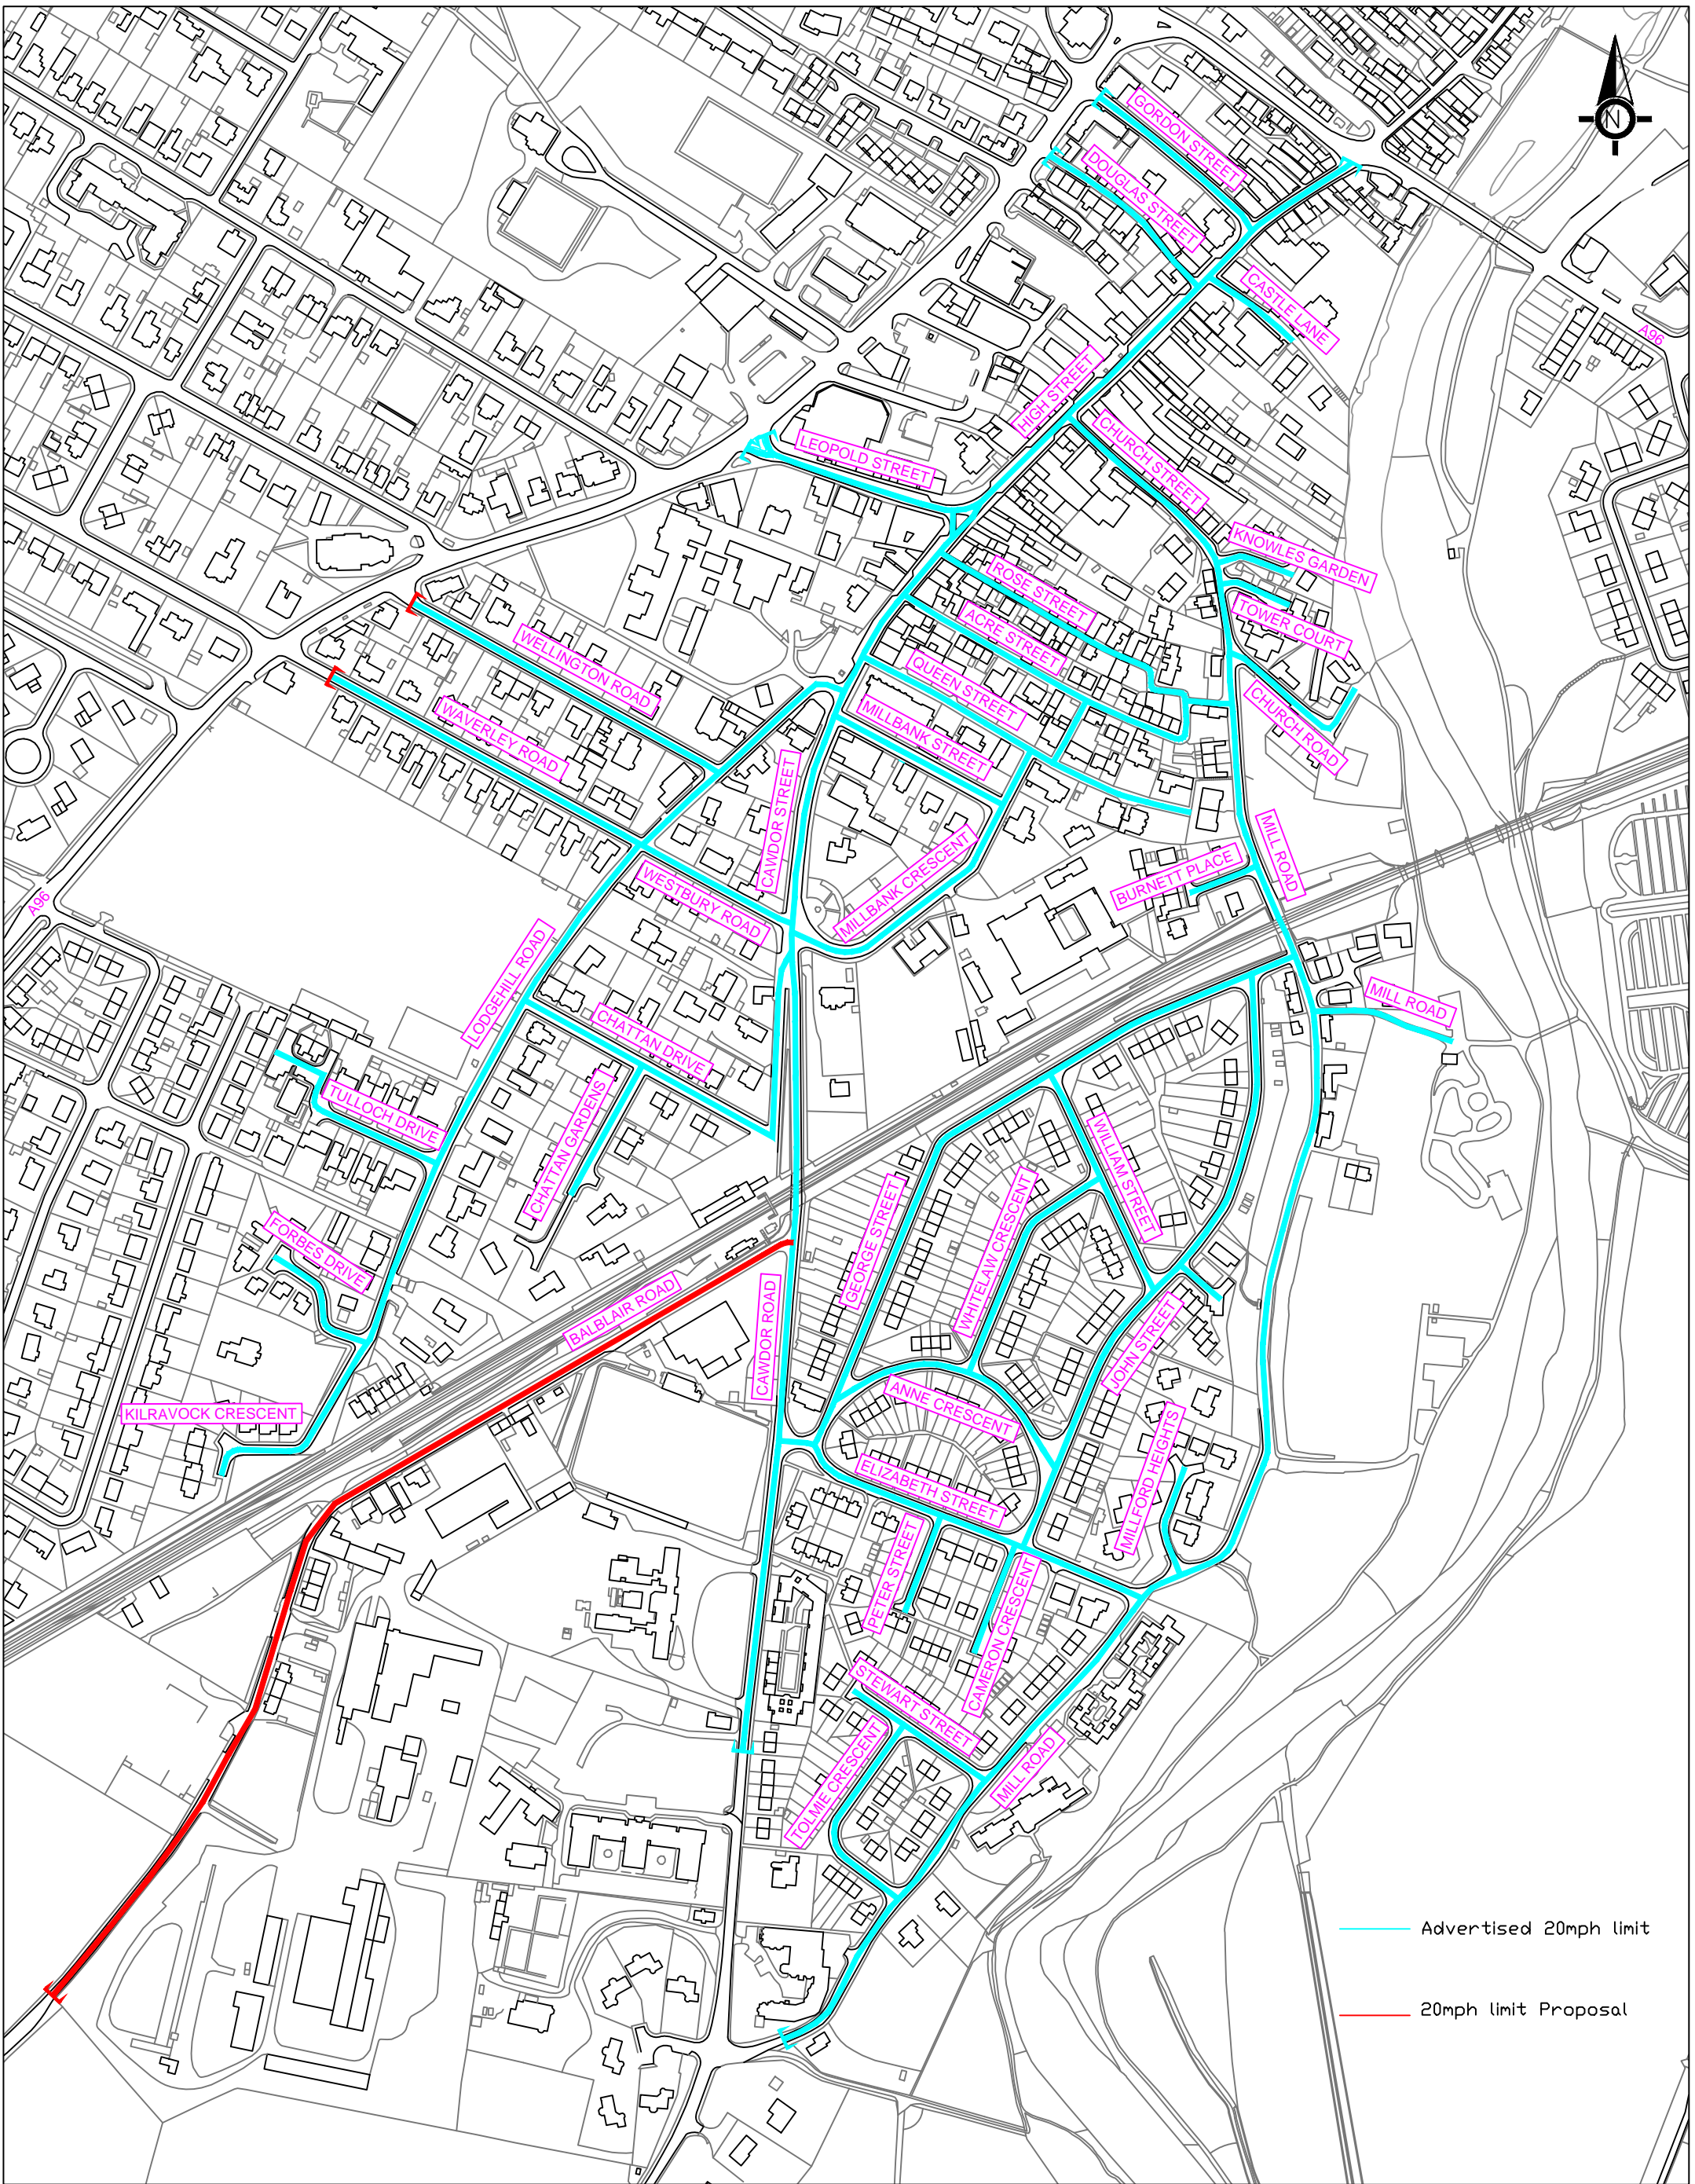 GORDON STREET
N
DOUGLAS STREET
CASTLE LANE
A96
HIGH STREET
LEOPOLD STREET
CHURCH STREET
KNOWLES GARDEN
ROSE STREET
TOWER COURT
ACRE STREET
WELLINGTON ROAD
QUEEN STREET
CHURCH ROAD
WAVERLEY ROAD
MILLBANK STREET
CAWDOR STREET
MILL ROAD
BURNETT PLACE
MILLBANK CRESCENT
WESTBURY ROAD
A96
LODGEHILL ROAD
MILL ROAD
CHATTAN DRIVE
TULLOCH DRIVE
CHATTAN GARDENS
WILLIAM STREET
FORBES DRIVE
GEORGE STREET
WHITELAW CRESCENT
BALBLAIR ROAD
CAWDOR ROAD
JOHN STREET
KILRAVOCK CRESCENT
ANNE CRESCENT
MILLFORD HEIGHTS
ELIZABETH STREET
PETER STREET
CAMERON CRESCENT
STEWART STREET
TOLMIE CRESCENT
MILL ROAD
Advertised 20mph limit
20mph limit Proposal